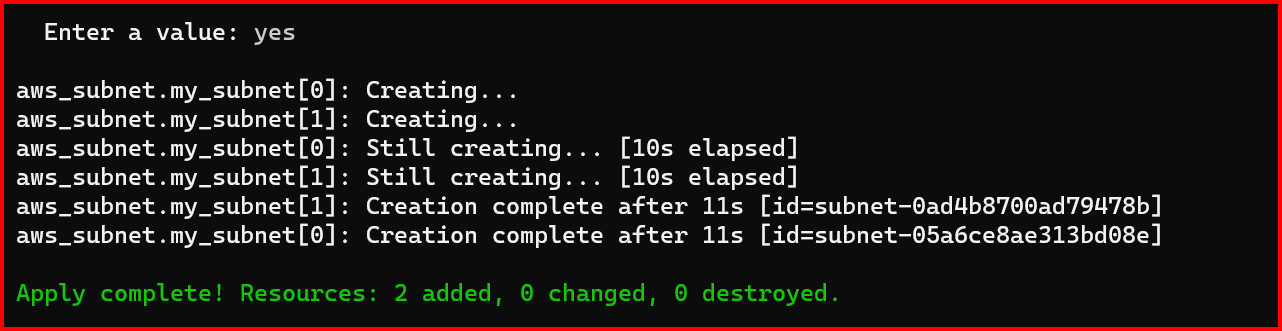 Enter a value: yes
aws_subnet.my_subnet[0]: Creating...
aws_subnet.my_subnet[1]: Creating...
aws_subnet.my_subnet[0]: Still creating... [10s elapsed]
aws_subnet.my_subnet[1]: Still creating... [10s elapsed]
aws_subnet.my_subnet[1]: Creation complete after 11s [id=subnet-0ad4b8700ad79478b]
aws_subnet.my_subnet[0]: Creation complete after 11s [id=subnet-05a6ce8ae313bd08e]
Apply complete! Resources: 2 added, 0 changed, 0 destroyed.